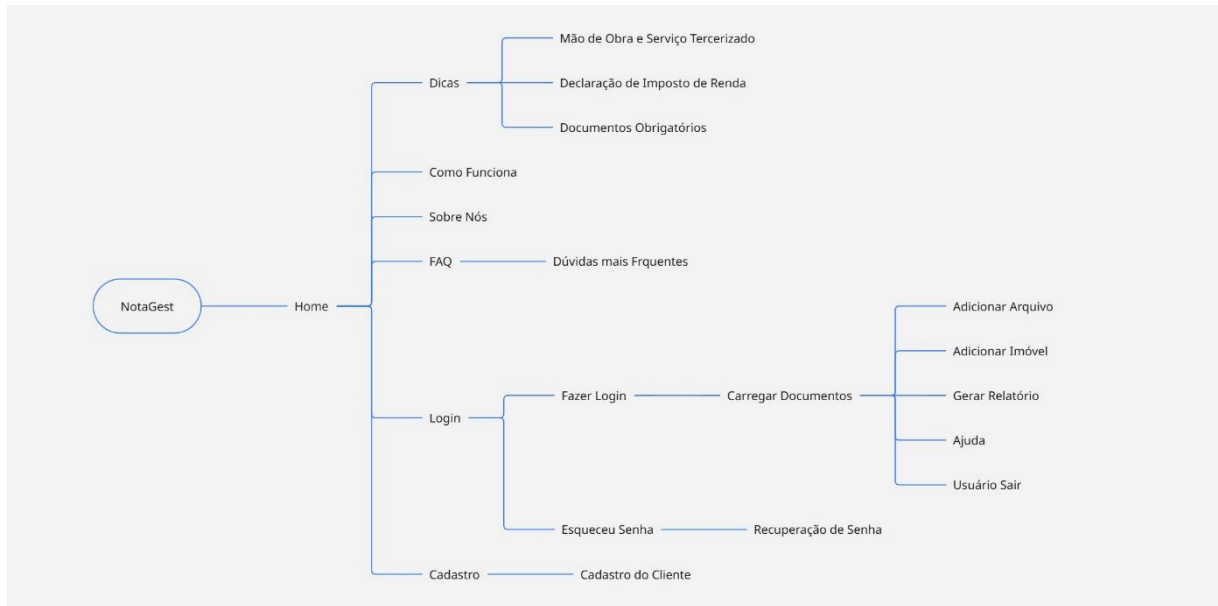 NotaGest
Home
Dicas
Mão de Obra e Serviço Tercerizado
Declaração de Imposto de Renda
Documentos Obrigatórios
Como Funciona
Sobre Nós
FAQ
Dúvidas mais Frquentes
Login
Fazer Login
Carregar Documentos
Adicionar Arquivo
Adicionar Imóvel
Gerar Relatório
Ajuda
Usuário Sair
Esqueceu Senha
Recuperação de Senha
Cadastro
Cadastro do Cliente